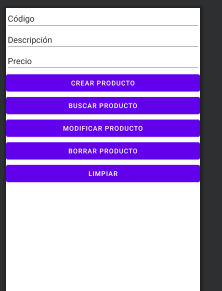 Código
Descripción
Precio
CREAR PRODUCTO
BUSCAR PRODUCTO
MODIFICAR PRODUCTO
BORRAR PRODUCTO
LIMPIAR